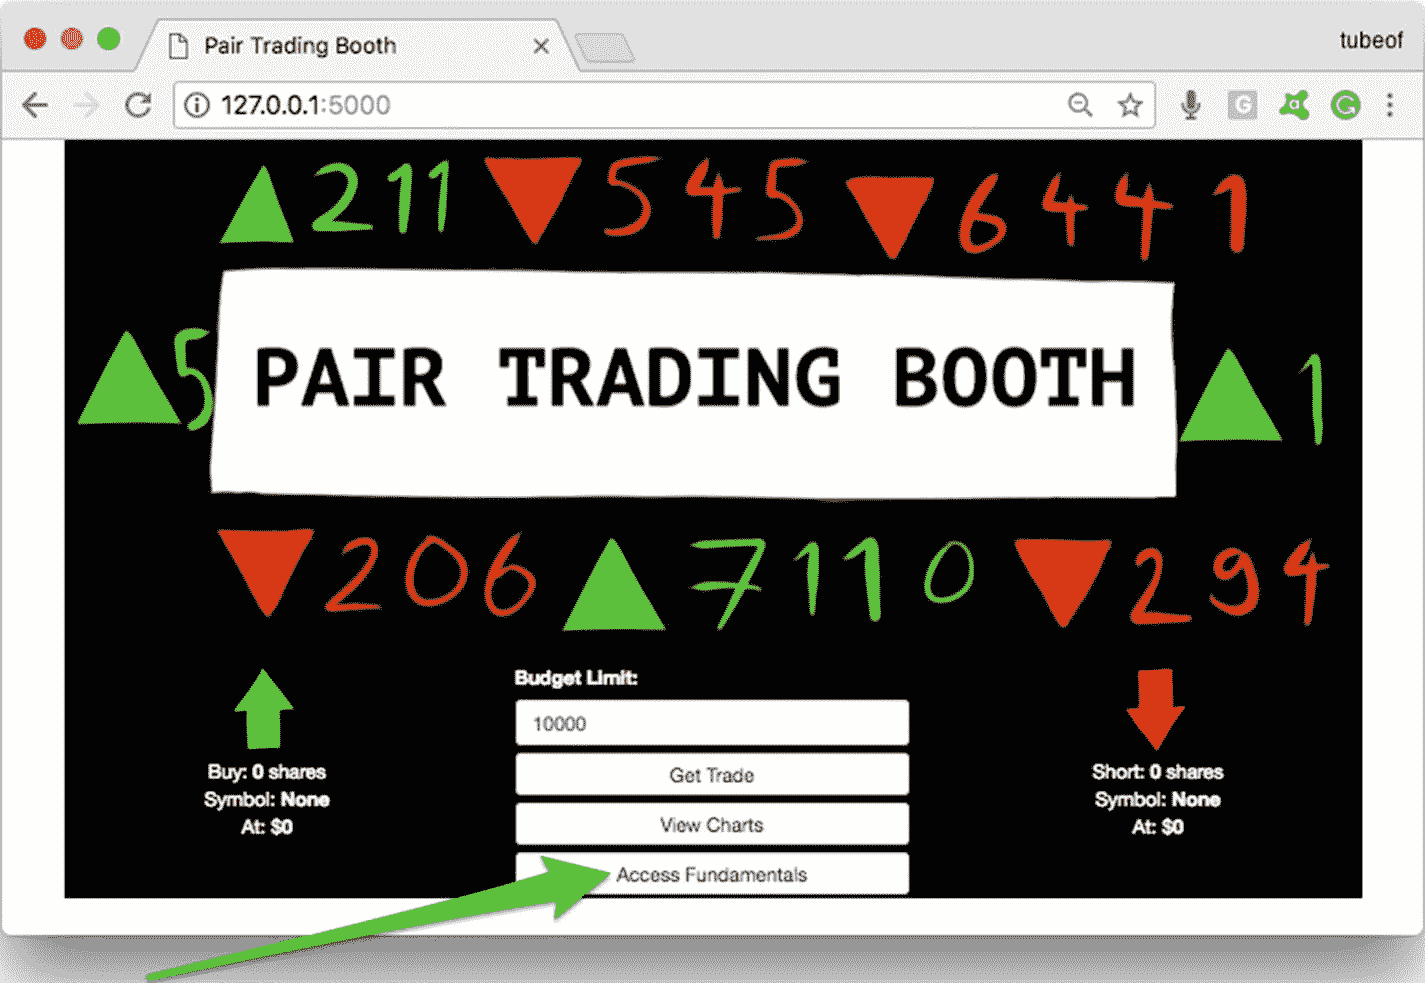 Pair Trading Booth
tubeof
127.0.0.1:5000
211 545 6441
5
PAIR TRADING BOOTH
1
206 7110 294
Budget Limit:
10000
Get Trade
View Charts
Access Fundamentals
Buy: 0 shares
Symbol: None
At: $0
Short: 0 shares
Symbol: None
At: $0